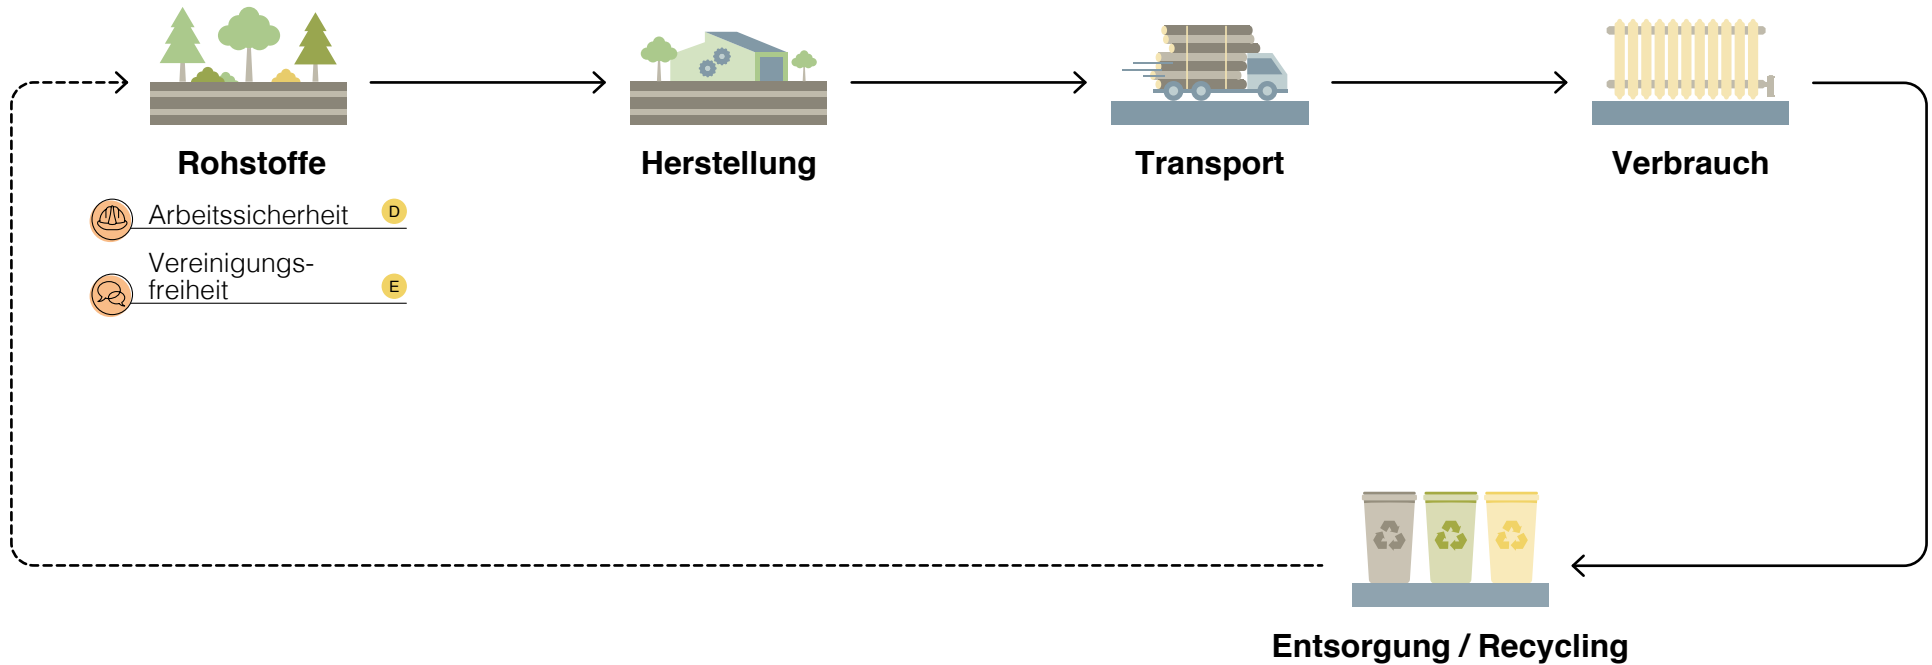 Rohstoffe
Herstellung
Transport
Verbrauch
Arbeitssicherheit D
Vereinigungs-
freiheit E
Entsorgung / Recycling